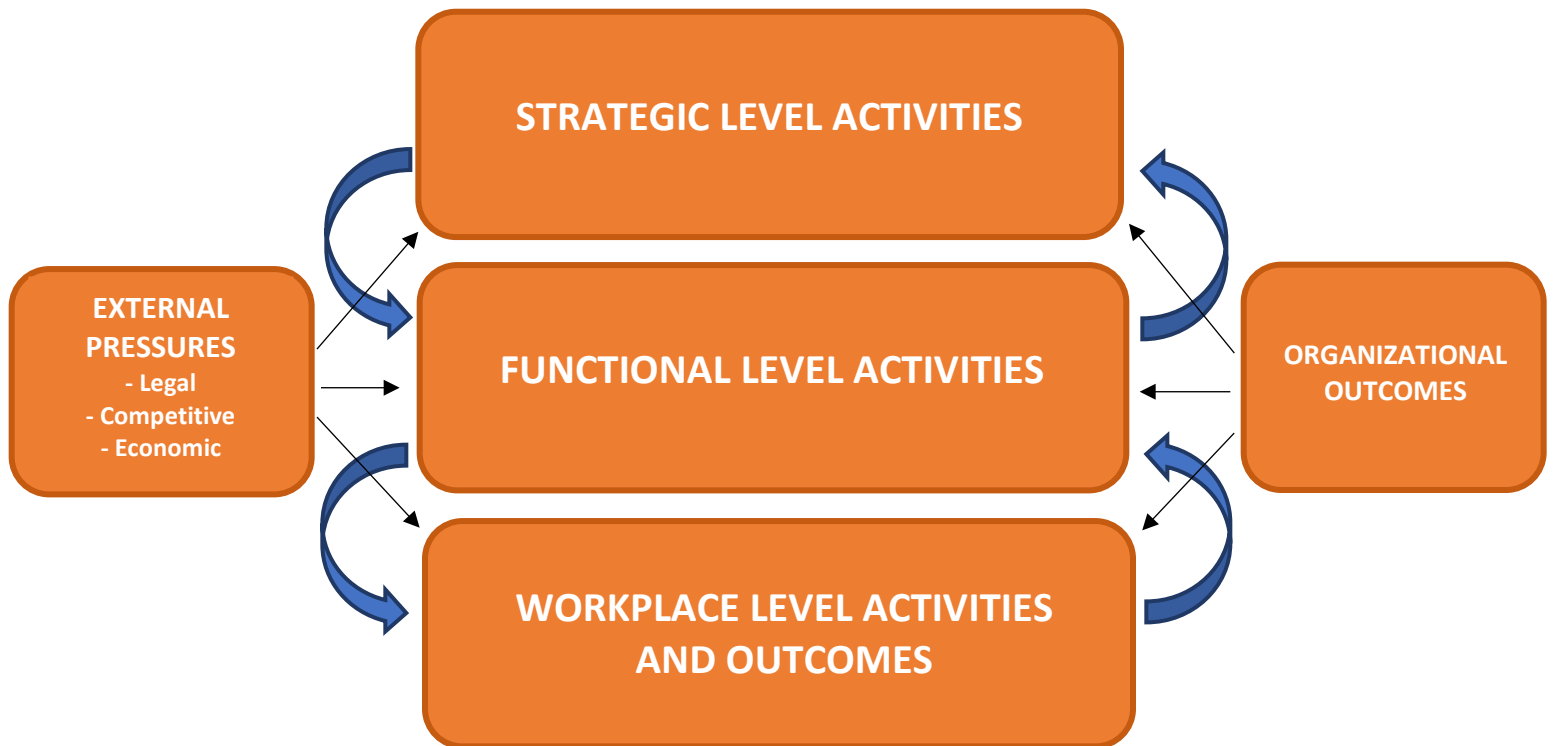 STRATEGIC LEVEL ACTIVITIES
EXTERNAL
PRESSURES
- Legal
- Competitive
- Economic
FUNCTIONAL LEVEL ACTIVITIES
ORGANIZATIONAL
OUTCOMES
WORKPLACE LEVEL ACTIVITIES
AND OUTCOMES